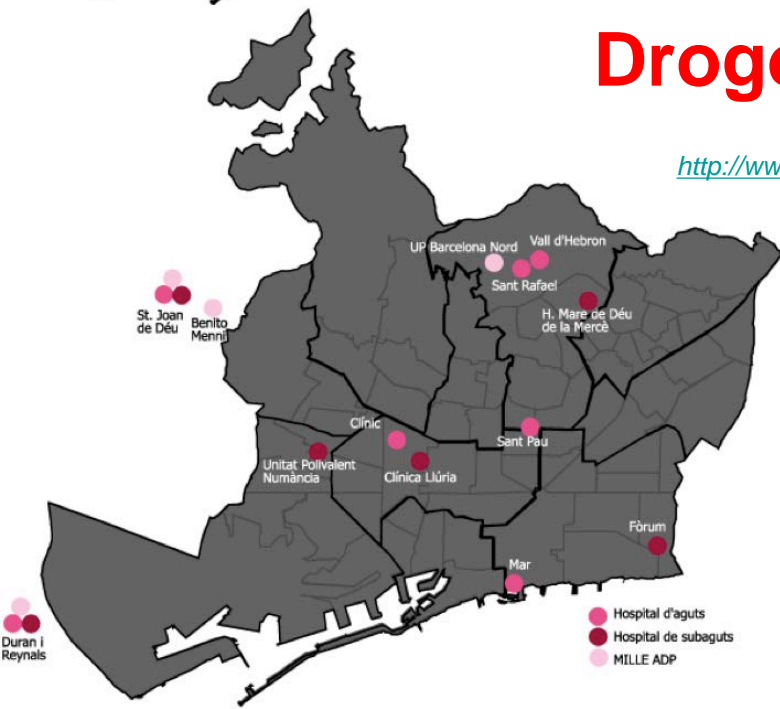 Drog
http://ww
UP Barcelona Nord
Vall d'Hebron
Sant Rafael
H. Mare de Déu
de la Mercè
St. Joan
de Déu
Benito
Menni
Clínic
Sant Pau
Unitat Polivalent
Numància
Clínica Llúria
Fòrum
Mar
Duran i
Reynals
Hospital d'aguts
Hospital de subaguts
MILLE ADP